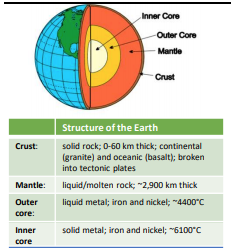 Inner Core
Outer Core
Mantle
Crust
Structure of the Earth
Crust: solid rock; 0-60 km thick; continental
(granite) and oceanic (basalt); broken
into tectonic plates
Mantle: liquid/molten rock; ~2,900 km thick
Outer liquid metal; iron and nickel; ~4400°C
core:
Inner solid metal; iron and nickel; ~6100°C
core